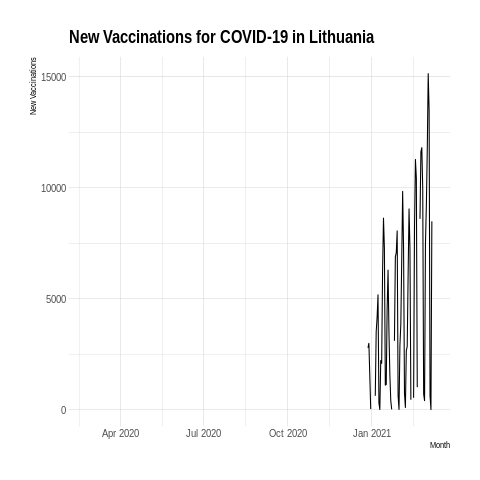 New Vaccinations for COVID-19 in Lithuania
New Vaccinations
15000
10000
5000
0
Apr 2020
Jul 2020
Oct 2020
Jan 2021
Month